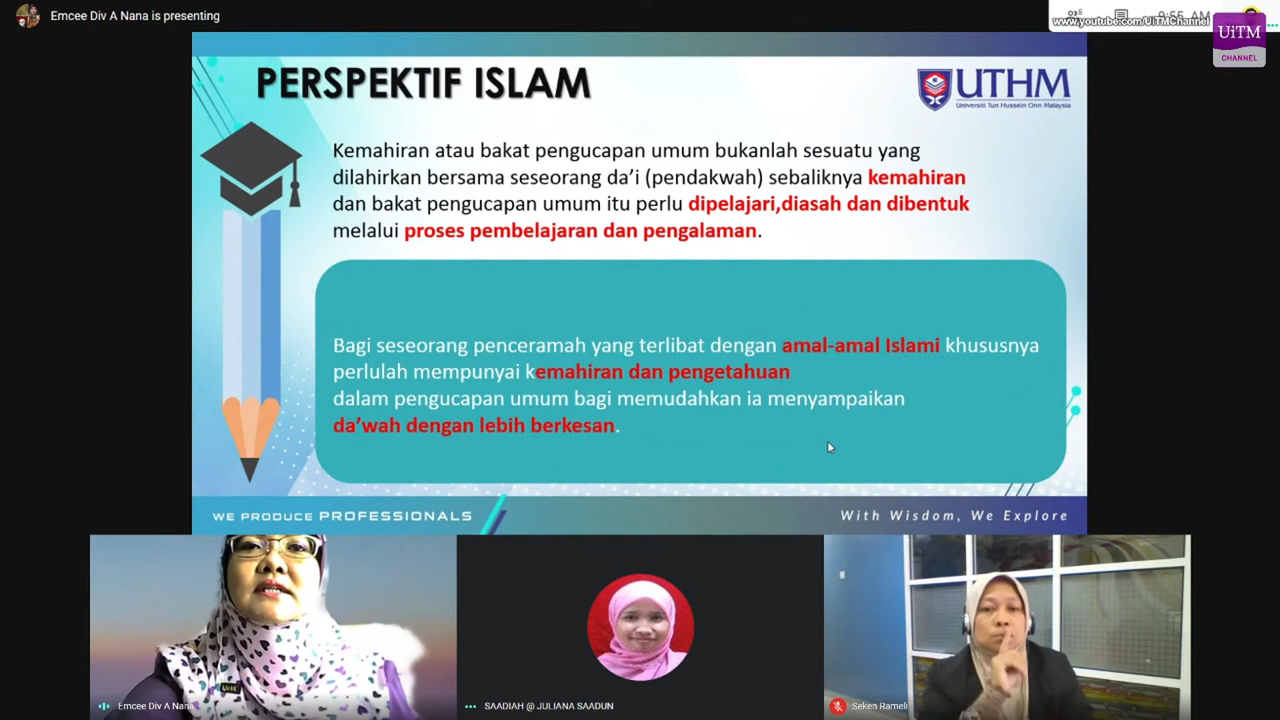 Emcee Div A Nana is presenting
www.youtube.com/UiTMChannel
UiTM
CHANNEL
PERSPEKTIF ISLAM
UTHM
Universiti Tun Hussein Onn Malaysia
Kemahiran atau bakat pengucapan umum bukanlah sesuatu yang
dilahirkan bersama seseorang da’i (pendakwah) sebaliknya kemahiran
dan bakat pengucapan umum itu perlu dipelajari,diasah dan dibentuk
melalui proses pembelajaran dan pengalaman.
Bagi seseorang penceramah yang terlibat dengan amal-amal Islami khususnya
perlulah mempunyai kemahiran dan pengetahuan
dalam pengucapan umum bagi memudahkan ia menyampaikan
da’wah dengan lebih berkesan.
WE PRODUCE PROFESSIONALS
With Wisdom, We Explore
Emcee Div A Nana
SAADIAH @ JULIANA SAADUN
Seken Rameli